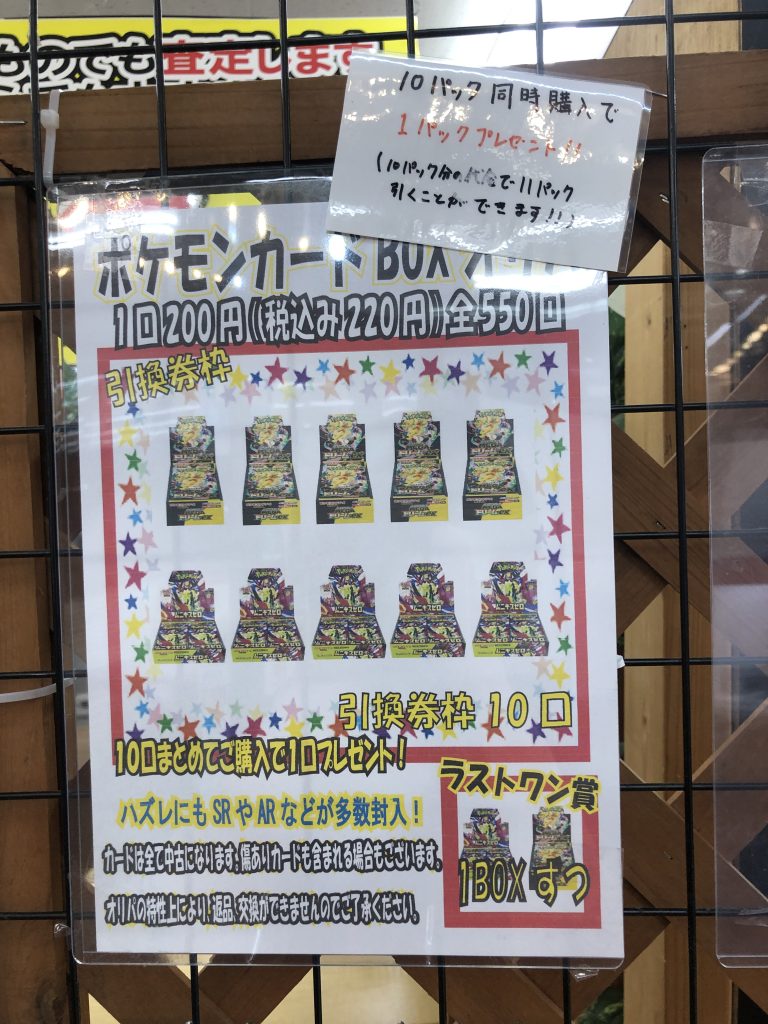 ものでも査定します
10パック同時購入で
1パックプレゼント!!
(10パック分の代金で11パック
引くことができます!!)
ポケモンカード BOX オリ
1口200円《税込み220円》全550口
引換券枠
引換券枠 10口
10口まとめてご購入で1口プレゼント!
ハズレにもSRやARなどが多数封入!
カードは全て中古になります。傷ありカードも含まれる場合もございます。
オリパの特性上により、返品、交換ができませんのでご了承ください。
ラストワン賞
1BOXずつ